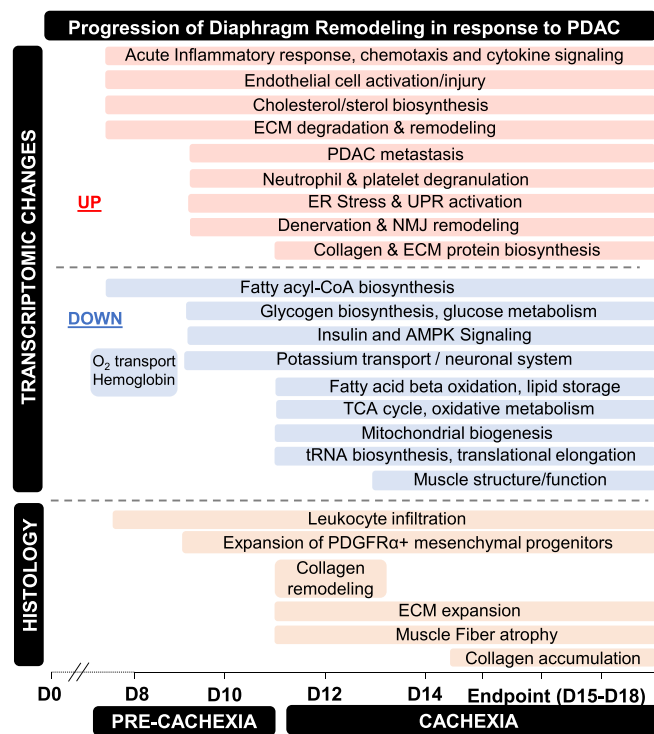 Progression of Diaphragm Remodeling in response to PDAC
TRANSCRIPTOMIC CHANGES
UP
Acute Inflammatory response, chemotaxis and cytokine signaling
Endothelial cell activation/injury
Cholesterol/sterol biosynthesis
ECM degradation & remodeling
PDAC metastasis
Neutrophil & platelet degranulation
ER Stress & UPR activation
Denervation & NMJ remodeling
Collagen & ECM protein biosynthesis
DOWN
Fatty acyl-CoA biosynthesis
Glycogen biosynthesis, glucose metabolism
Insulin and AMPK Signaling
O₂ transport
Hemoglobin
Potassium transport / neuronal system
Fatty acid beta oxidation, lipid storage
TCA cycle, oxidative metabolism
Mitochondrial biogenesis
tRNA biosynthesis, translational elongation
Muscle structure/function
HISTOLOGY
Leukocyte infiltration
Expansion of PDGFRα+ mesenchymal progenitors
Collagen
remodeling
ECM expansion
Muscle Fiber atrophy
Collagen accumulation
D0 D8 D10 D12 D14 Endpoint (D15-D18)
PRE-CACHEXIA CACHEXIA